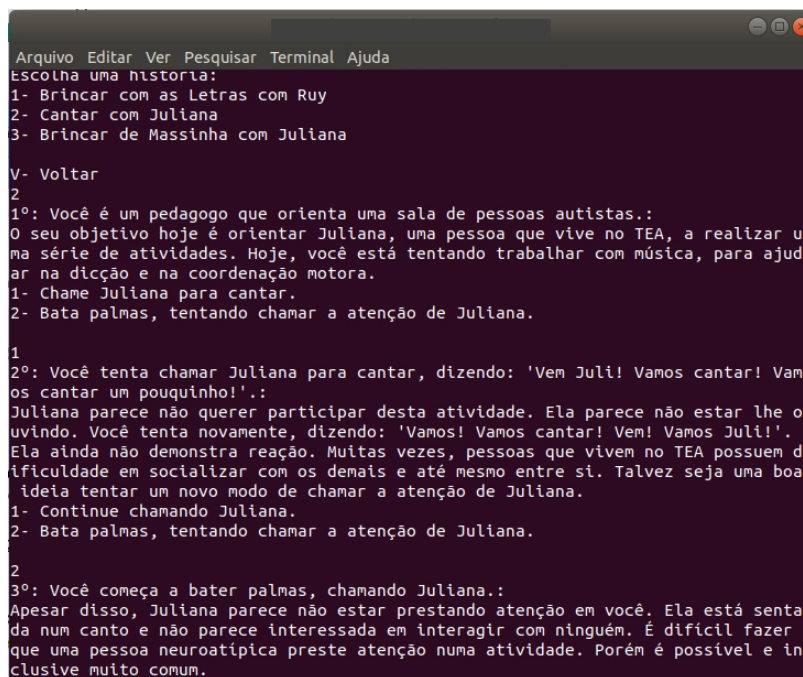 Arquivo Editar Ver Pesquisar Terminal Ajuda
Escolha uma história:
1- Brincar com as Letras com Ruy
2- Cantar com Juliana
3- Brincar de Massinha com Juliana
V- Voltar
2
1º: Você é um pedagogo que orienta uma sala de pessoas autistas.:
O seu objetivo hoje é orientar Juliana, uma pessoa que vive no TEA, a realizar u
ma série de atividades. Hoje, você está tentando trabalhar com música, para ajud
ar na dicção e na coordenação motora.
1- Chame Juliana para cantar.
2- Bata palmas, tentando chamar a atenção de Juliana.
1
2º: Você tenta chamar Juliana para cantar, dizendo: 'Vem Juli! Vamos cantar! Vam
os cantar um pouquinho!'.:
Juliana parece não querer participar desta atividade. Ela parece não estar lhe o
uvindo. Você tenta novamente, dizendo: 'Vamos! Vamos cantar! Vem! Vamos Juli!'.
Ela ainda não demonstra reação. Muitas vezes, pessoas que vivem no TEA possuem d
ificuldade em socializar com os demais e até mesmo entre si. Talvez seja uma boa
ideia tentar um novo modo de chamar a atenção de Juliana.
1- Continue chamando Juliana.
2- Bata palmas, tentando chamar a atenção de Juliana.
2
3º: Você começa a bater palmas, chamando Juliana.:
Apesar disso, Juliana parece não estar prestando atenção em você. Ela está senta
da num canto e não parece interessada em interagir com ninguém. É difícil fazer
que uma pessoa neuroatípica preste atenção numa atividade. Porém é possível e in
clusive muito comum.